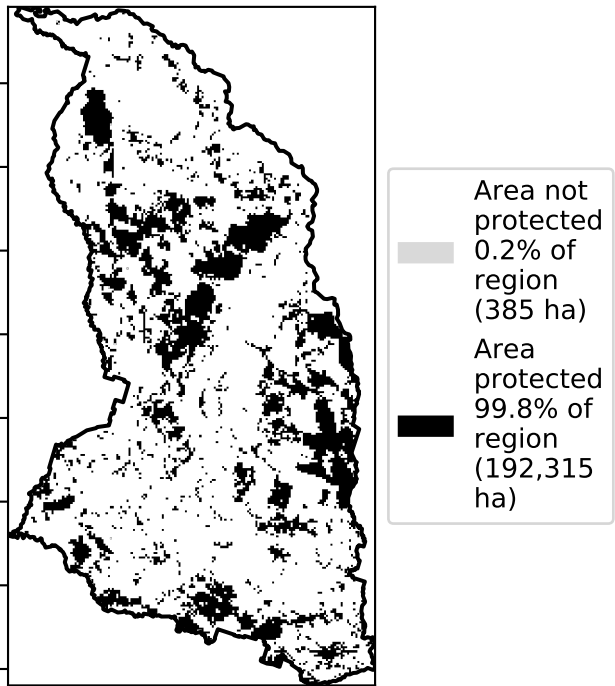 Area not
protected
0.2% of
region
(385 ha)
Area
protected
99.8% of
region
(192,315
ha)